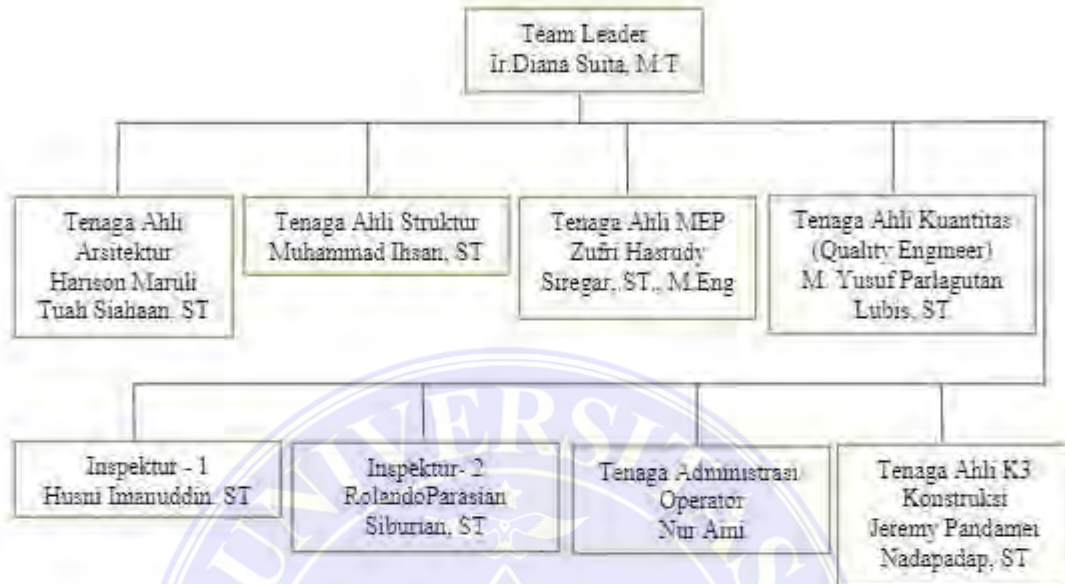 Team Leader
Ir.Diana Suita, M.T
Tenaga Ahli
Arsitektur
Harison Maruli
Tuah Siahaan, ST
Tenaga Ahli Struktur
Muhammad Ihsan, ST
Tenaga Ahli MEP
Zufri Hasrudy
Siregar, ST., M.Eng
Tenaga Ahli Kuantitas
(Quality Engineer)
M. Yusuf Parlagutan
Lubis, ST
Inspektur - 1
Husni Imanuddin, ST
Inspektur- 2
RolandoParasian
Siburian, ST
Tenaga Administrasi
Operator
Nur Aini
Tenaga Ahli K3
Konstruksi
Jeremy Pandamei
Nadapadap, ST
UNIVERSITAS